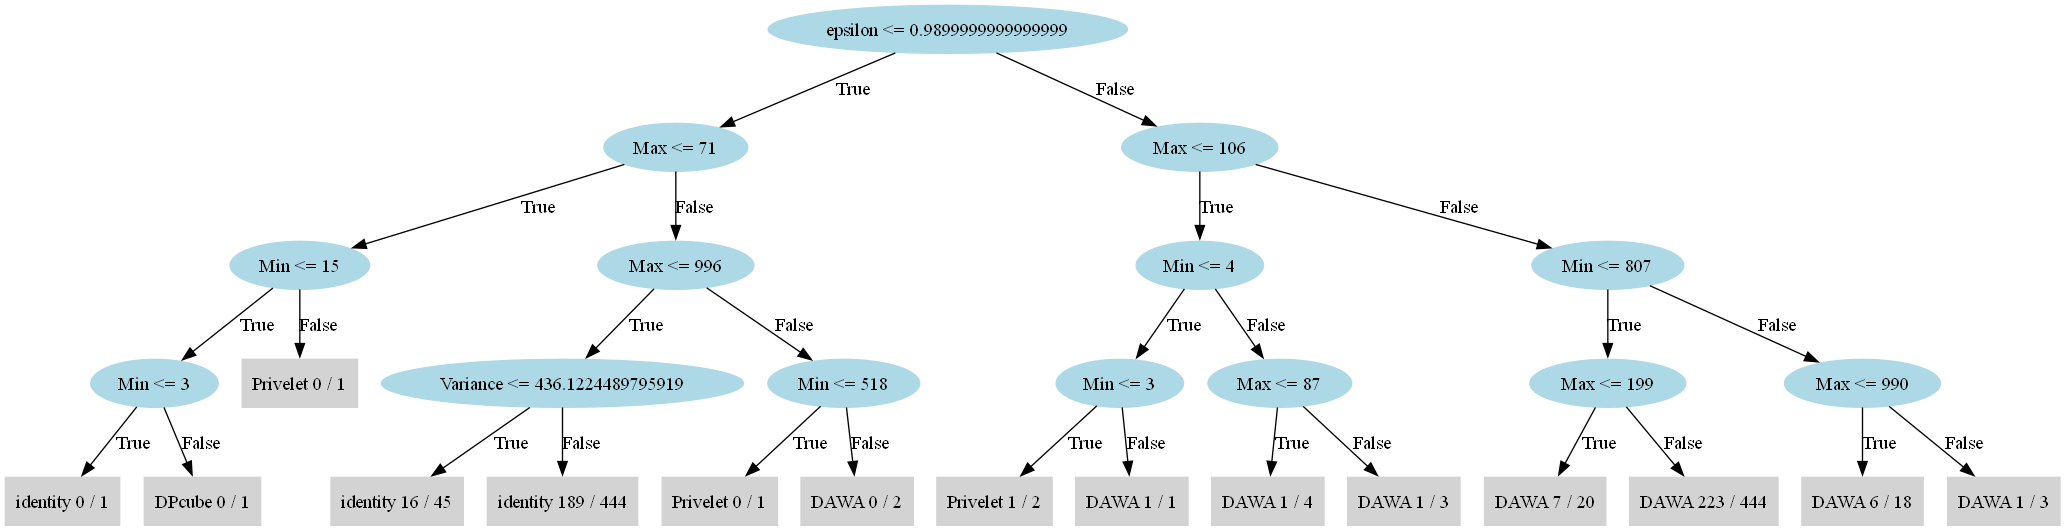 epsilon <= 0.9899999999999999
True
False
Max <= 71
Max <= 106
True
False
True
False
Min <= 15
Max <= 996
Min <= 4
Min <= 807
True
False
True
False
True
False
True
False
Min <= 3
Privelet 0 / 1
Variance <= 436.1224489795919
Min <= 518
Min <= 3
Max <= 87
Max <= 199
Max <= 990
True
False
True
False
True
False
True
False
True
False
True
False
True
False
identity 0 / 1
DPcube 0 / 1
identity 16 / 45
identity 189 / 444
Privelet 0 / 1
DAWA 0 / 2
Privelet 1 / 2
DAWA 1 / 1
DAWA 1 / 4
DAWA 1 / 3
DAWA 7 / 20
DAWA 223 / 444
DAWA 6 / 18
DAWA 1 / 3